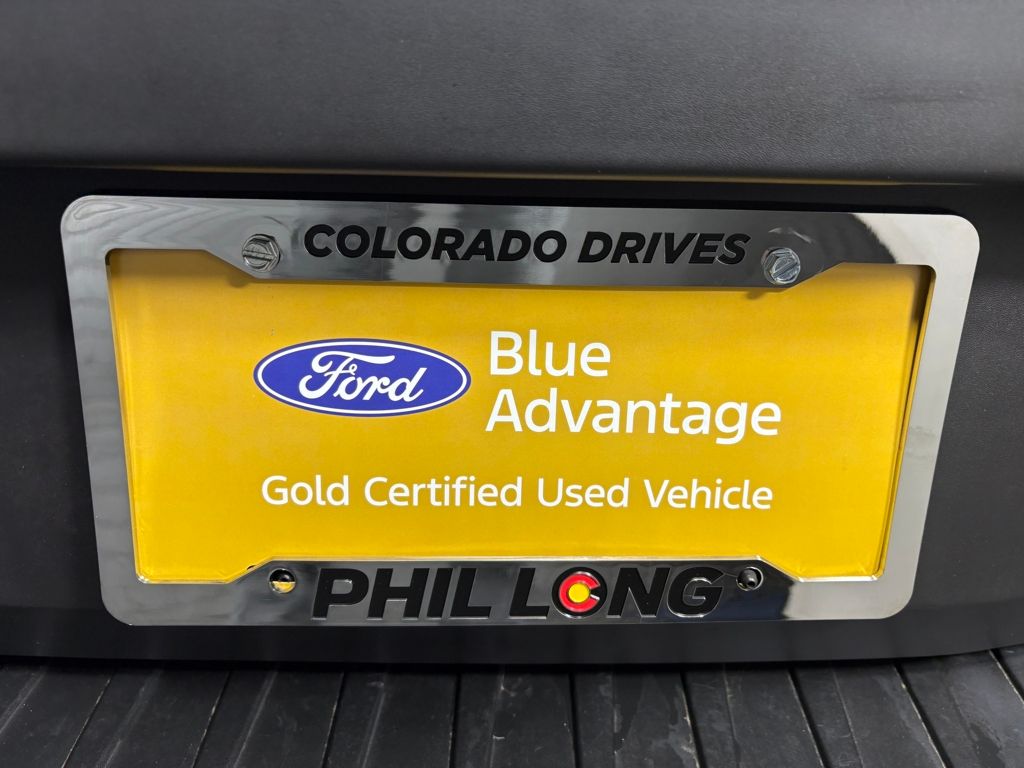 COLORADO DRIVES
Ford
Blue
Advantage
Gold Certified Used Vehicle
PHIL LONG